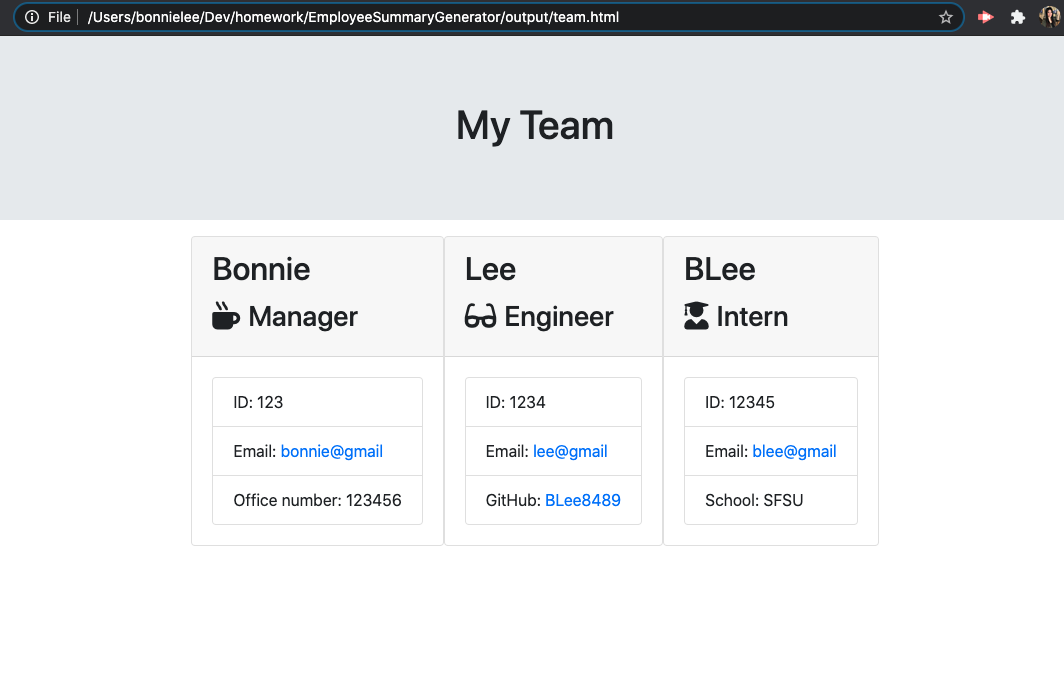 File /Users/bonnielee/Dev/homework/EmployeeSummaryGenerator/output/team.html
My Team
Bonnie
Manager
ID: 123
Email: bonnie@gmail
Office number: 123456
Lee
Engineer
ID: 1234
Email: lee@gmail
GitHub: BLee8489
BLee
Intern
ID: 12345
Email: blee@gmail
School: SFSU